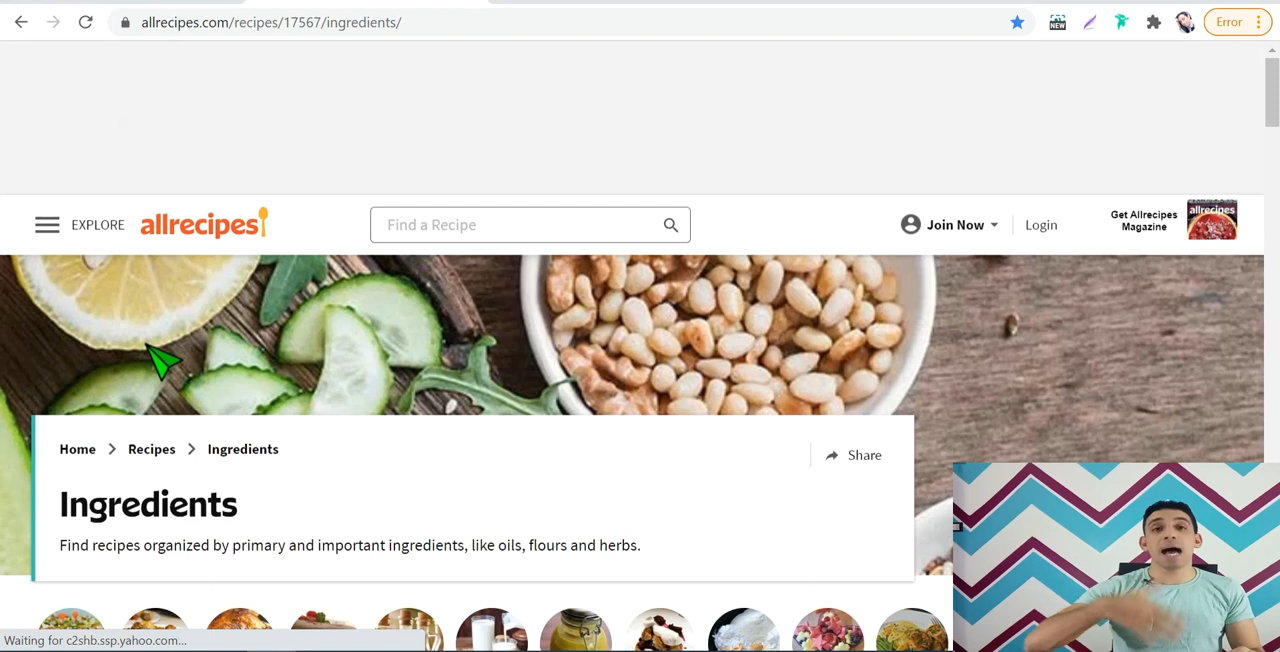 allrecipes.com/recipes/17567/ingredients/
NEW
Error
EXPLORE
allrecipes
Find a Recipe
Join Now
Login
Get Allrecipes
Magazine
allrecipes
Home
Recipes
Ingredients
Share
Ingredients
Find recipes organized by primary and important ingredients, like oils, flours and herbs.
Waiting for c2shb.ssp.yahoo.com...